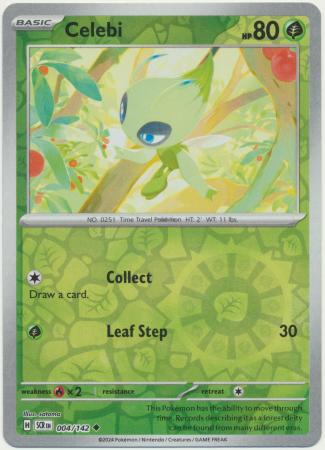 BASIC
Celebi
HP 80
NO. 0251 Time Travel Pokémon HT: 2' WT: 11 lbs.
Collect
Draw a card.
Leaf Step 30
weakness ×2 resistance retreat
Illus. satoma
This Pokémon has the ability to move through time.
Records describing it as a forest deity
can be found from many different eras.
H SCR EN 004/142
©2024 Pokémon / Nintendo / Creatures / GAME FREAK